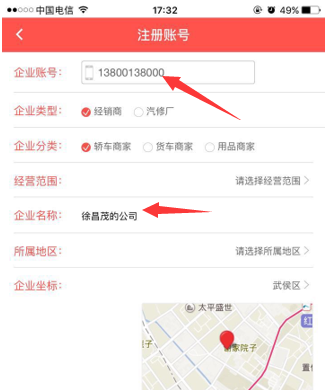 中国电信 17:32 49%
注册账号
企业账号： 13800138000
企业类型： 经销商 汽修厂
企业分类： 轿车商家 货车商家 用品商家
经营范围： 请选择经营范围
企业名称： 徐昌茂的公司
所属地区： 请选择所属地区
企业坐标： 武侯区
太平盛世
家院子